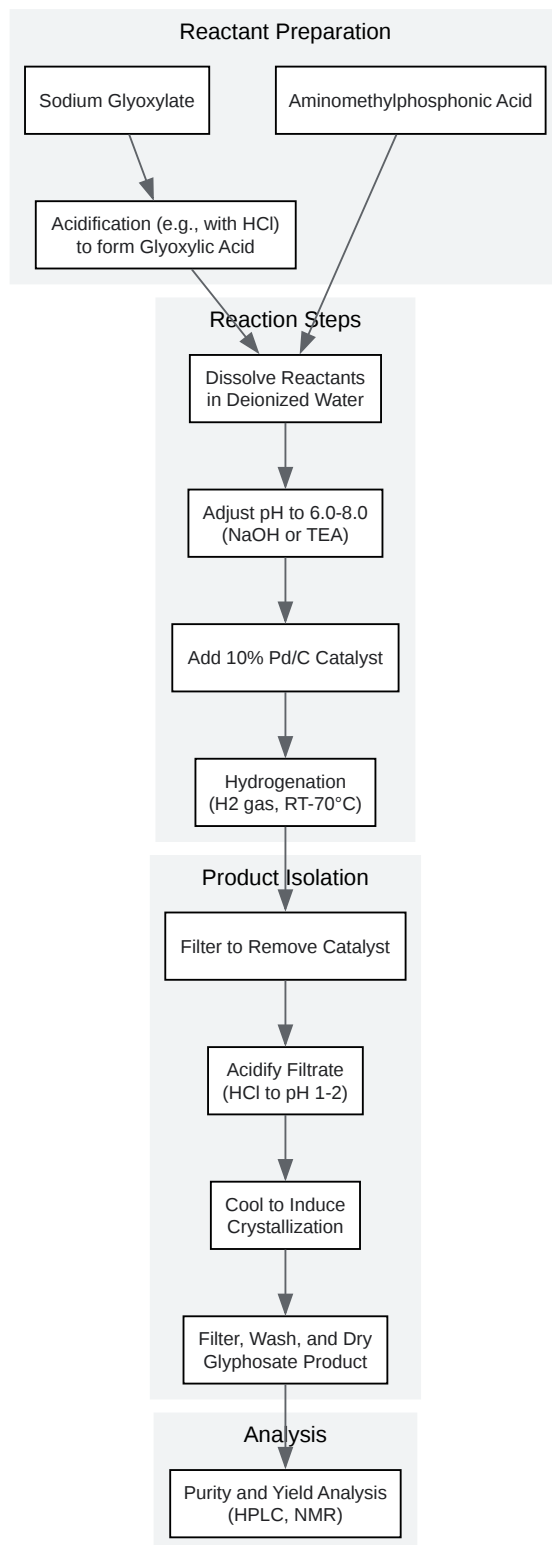 Reactant Preparation
Sodium Glyoxylate
Aminomethylphosphonic Acid
Acidification (e.g., with HCl)
to form Glyoxylic Acid
Reaction Steps
Dissolve Reactants
in Deionized Water
Adjust pH to 6.0-8.0
(NaOH or TEA)
Add 10% Pd/C Catalyst
Hydrogenation
(H2 gas, RT-70°C)
Product Isolation
Filter to Remove Catalyst
Acidify Filtrate
(HCl to pH 1-2)
Cool to Induce
Crystallization
Filter, Wash, and Dry
Glyphosate Product
Analysis
Purity and Yield Analysis
(HPLC, NMR)